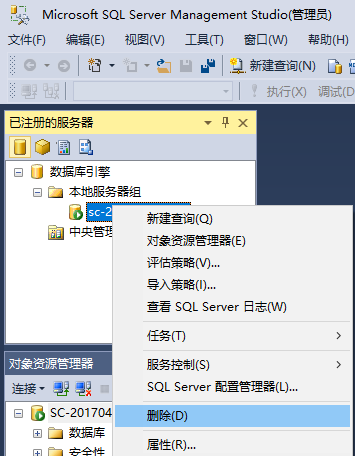 Microsoft SQL Server Management Studio(管理员)
文件(F) 编辑(E) 视图(V) 工具(T) 窗口(W) 帮助(H)
新建查询(N)
执行(X) 调试(D)
已注册的服务器
数据库引擎
本地服务器组
sc-2
中央管理
新建查询(Q)
对象资源管理器(E)
评估策略(V)...
导入策略(I)...
查看 SQL Server 日志(W)
任务(T)
服务控制(S)
SQL Server 配置管理器(L)...
删除(D)
属性(R)...
对象资源管理器
连接
SC-201704
数据库
安全性